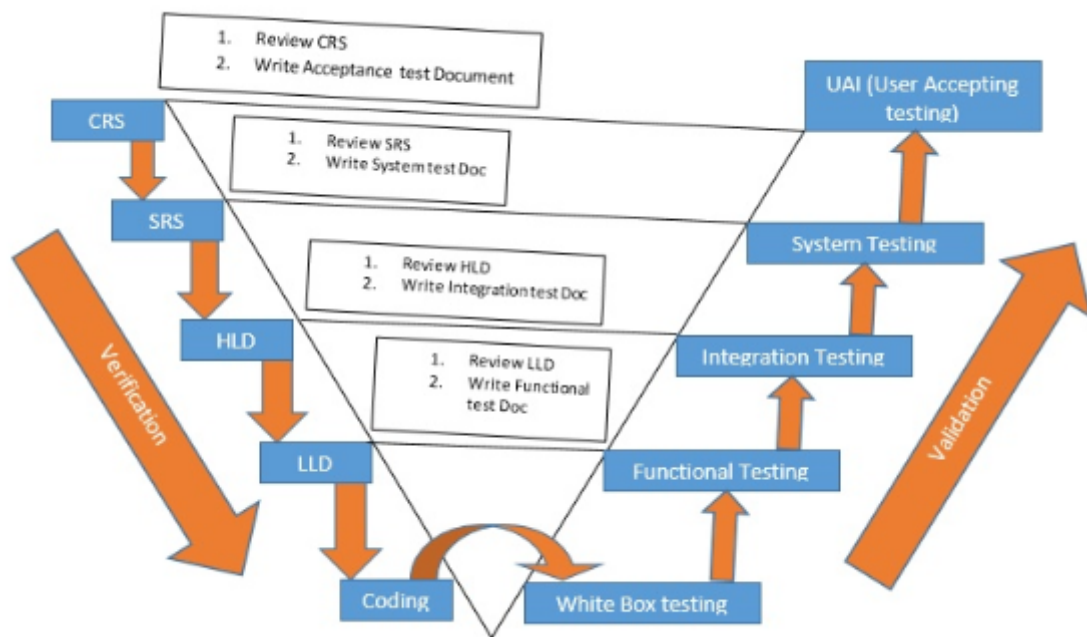 1. Review CRS
2. Write Acceptance test Document
UAI (User Accepting
testing)
CRS
1. Review SRS
2. Write System test Doc
SRS
System Testing
1. Review HLD
2. Write Integration test Doc
HLD
Integration Testing
1. Review LLD
2. Write Functional
test Doc
Verification
Validation
LLD
Functional Testing
Coding
White Box testing